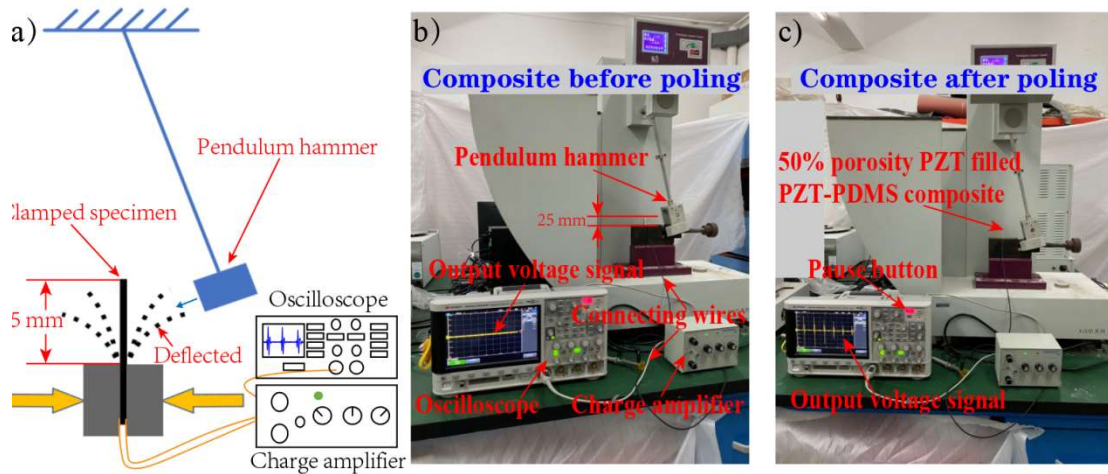 a)
Pendulum hammer
Clamped specimen
5 mm
Deflected
Oscilloscope
Charge amplifier
b)
Composite before poling
Pendulum hammer
25 mm
Output voltage signal
Connecting wires
Oscilloscope
Charge amplifier
c)
Composite after poling
50% porosity PZT filled
PZT-PDMS composite
Pause button
Output voltage signal